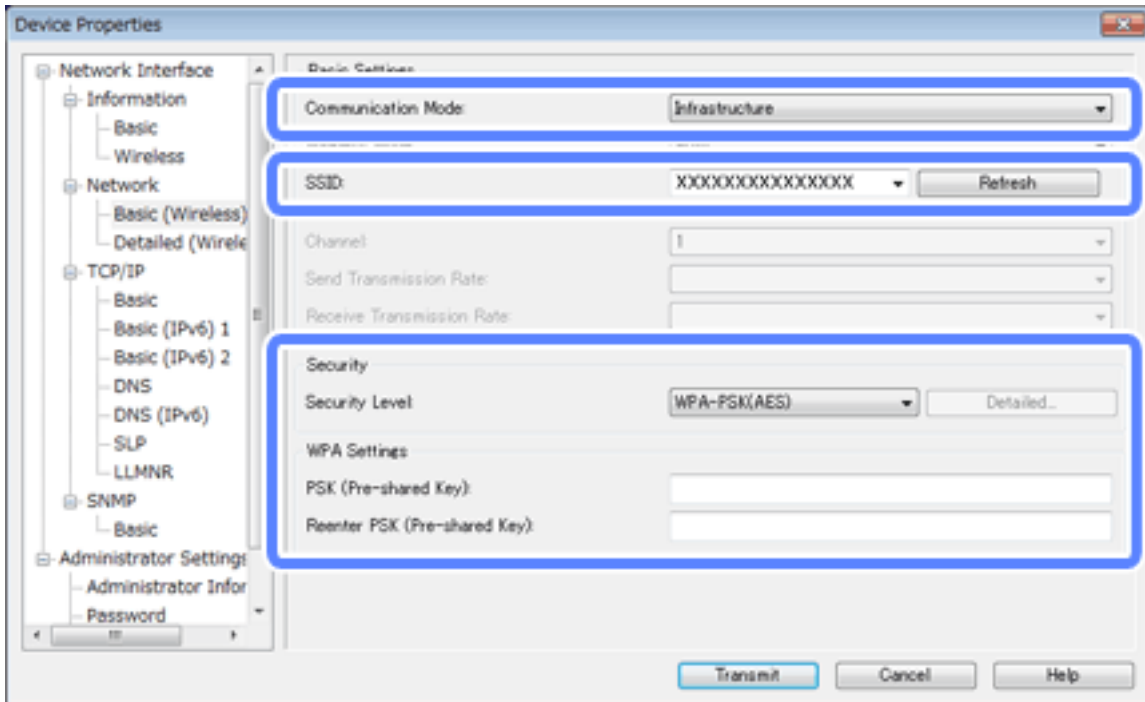 Device Properties
Network Interface
Information
Basic
Wireless
Network
Basic (Wireless)
Detailed (Wirele
TCP/IP
Basic
Basic (IPv6) 1
Basic (IPv6) 2
DNS
DNS (IPv6)
SLP
LLMNR
SNMP
Basic
Administrator Settings
Administrator Infor
Password
Basic Settings
Communication Mode: Infrastructure
SSID: XXXXXXXXXXXXXXX Refresh
Channel: 1
Send Transmission Rate:
Receive Transmission Rate:
Security
Security Level: WPA-PSK(AES) Detailed...
WPA Settings
PSK (Pre-shared Key):
Reenter PSK (Pre-shared Key):
Transmit Cancel Help